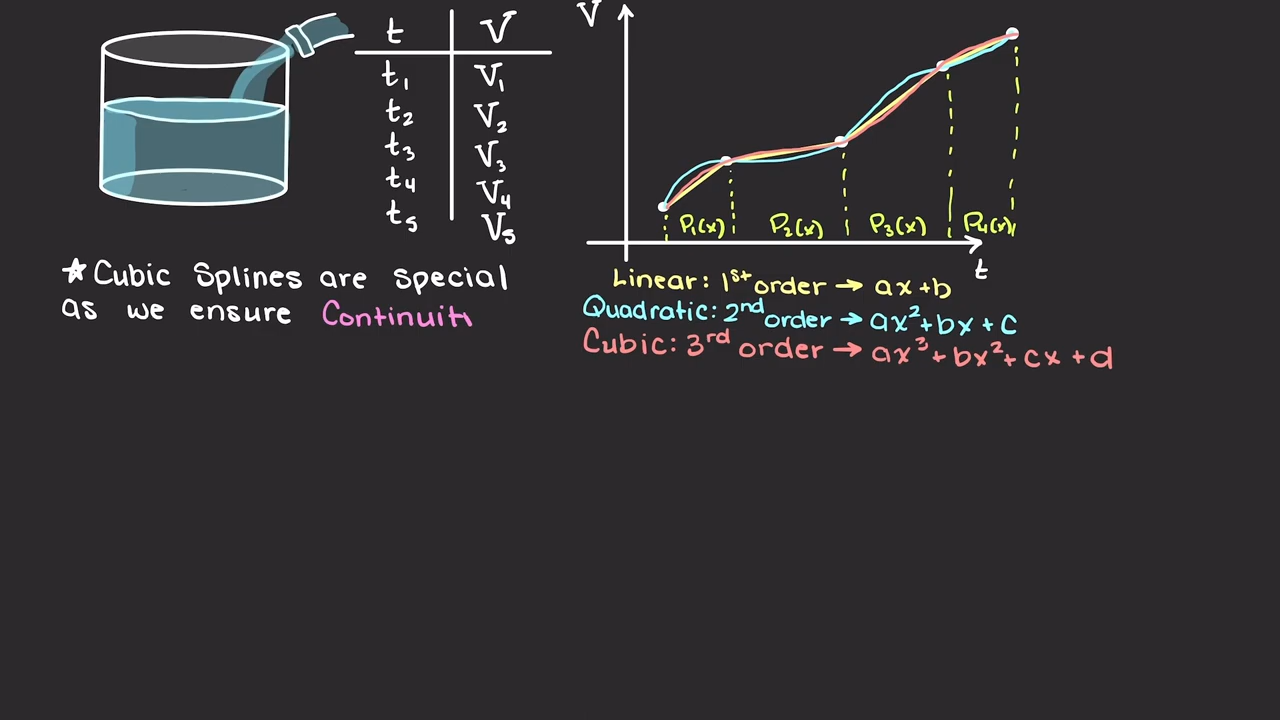 t V
t₁ V₁
t₂ V₂
t₃ V₃
t₄ V₄
t₅ V₅
V
P₁(x) P₂(x) P₃(x) P₄(x)
t
★ Cubic Splines are special
as we ensure Continuit
Linear: 1ˢᵗ order → ax+b
Quadratic: 2ⁿᵈ order → ax²+bx+c
Cubic: 3ʳᵈ order → ax³+bx²+cx+d